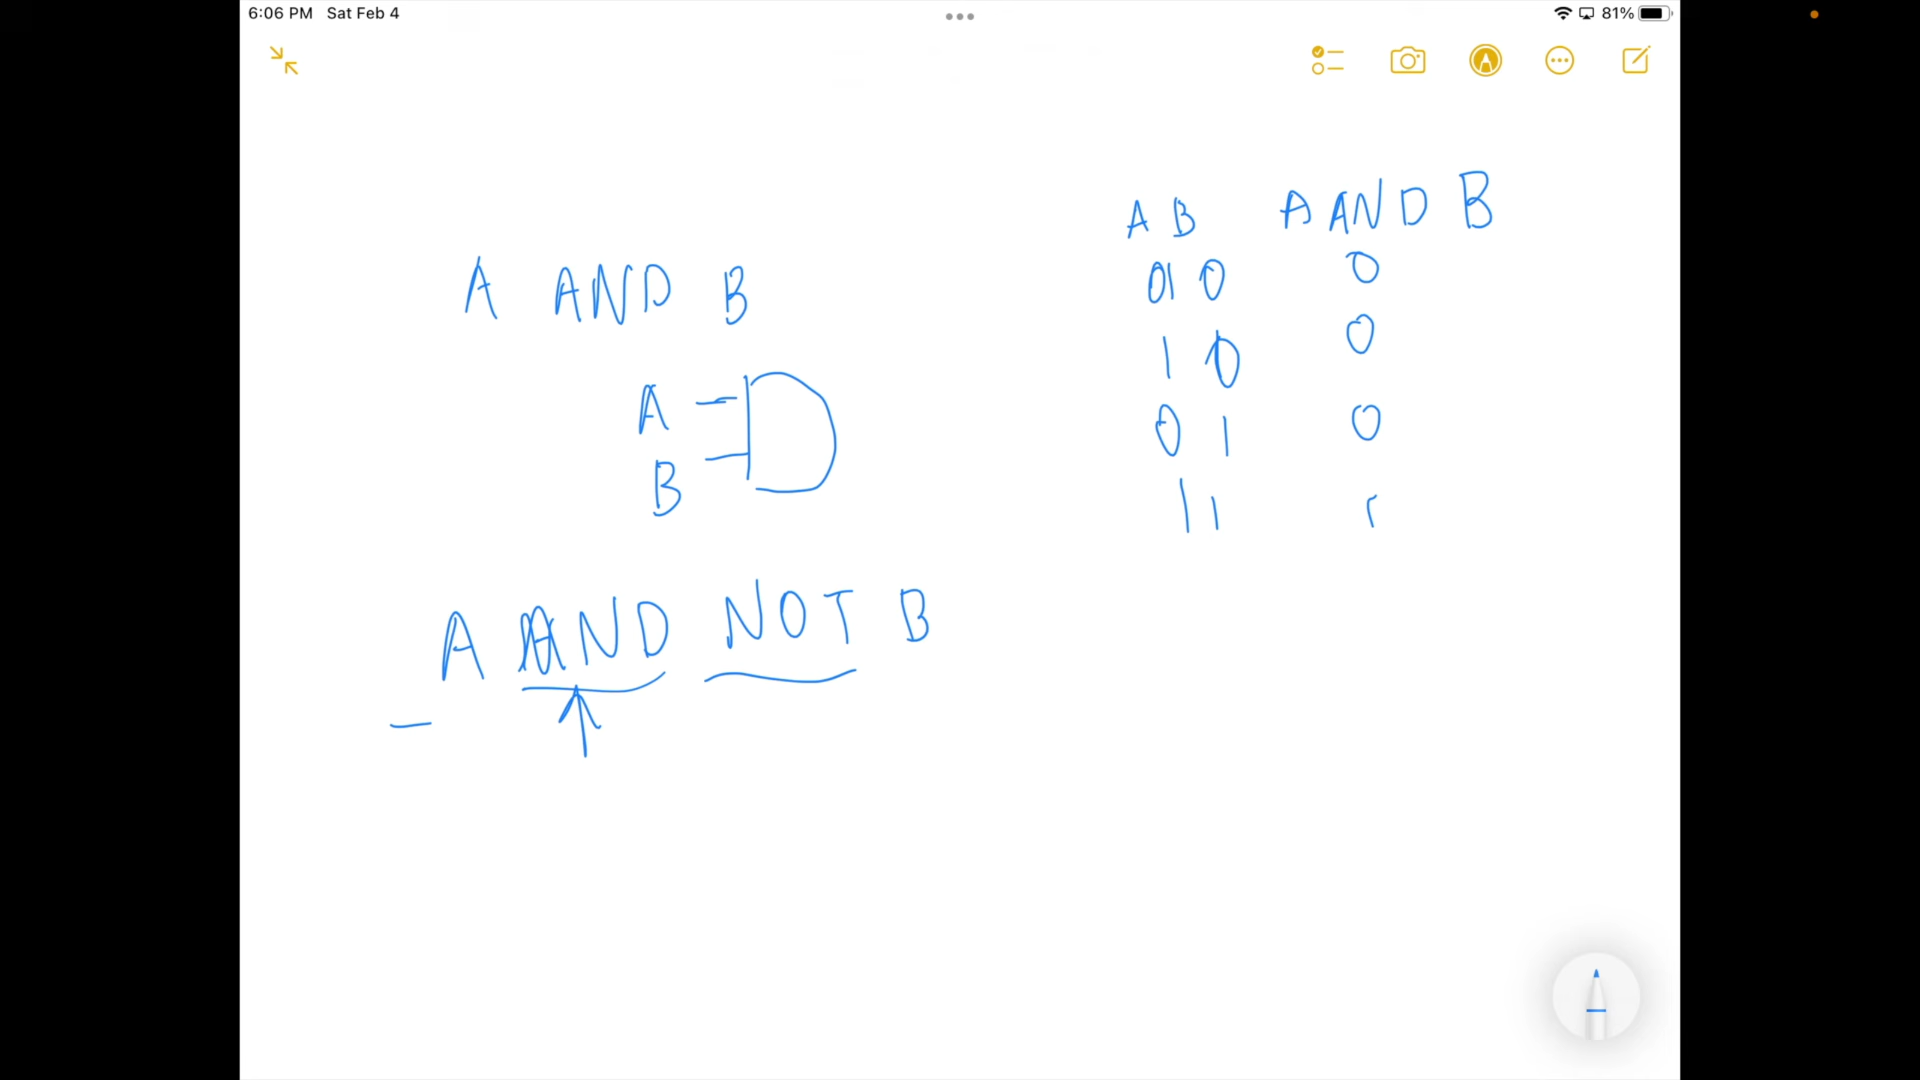 6:06 PM Sat Feb 4 81%
A B A AND B
A AND B
0 0 0
1 0 0
A
0 1 0
B
1 1
A AND NOT B